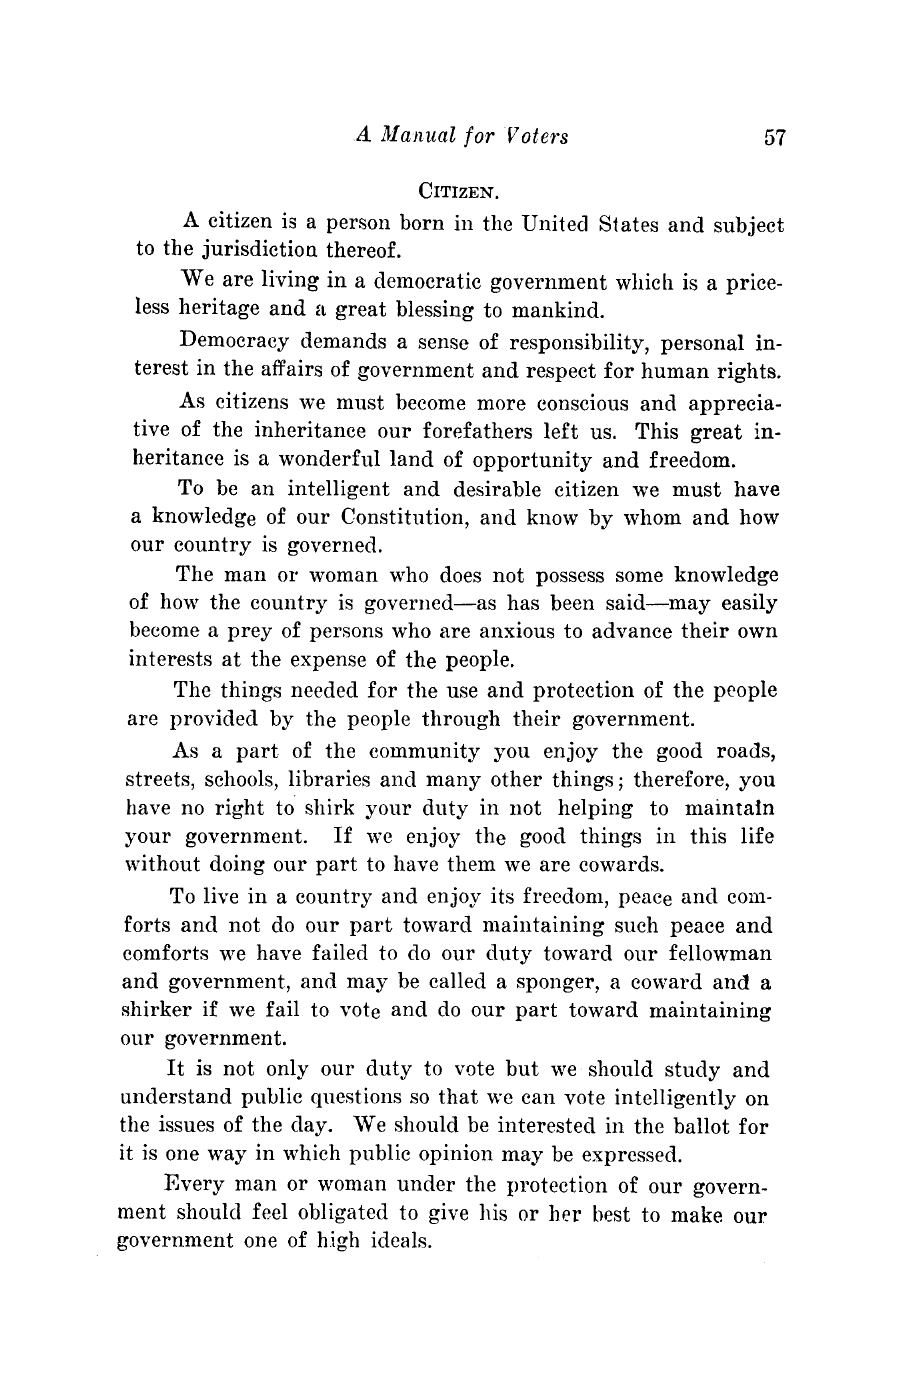 A Manual for Voters 57
CITIZEN.
A citizen is a person born in the United States and subject
to the jurisdiction thereof.
We are living in a democratic government which is a price-
less heritage and a great blessing to mankind.
Democracy demands a sense of responsibility, personal in-
terest in the affairs of government and respect for human rights.
As citizens we must become more conscious and apprecia-
tive of the inheritance our forefathers left us. This great in-
heritance is a wonderful land of opportunity and freedom.
To be an intelligent and desirable citizen we must have
a knowledge of our Constitution, and know by whom and how
our country is governed.
The man or woman who does not possess some knowledge
of how the country is governed—as has been said—may easily
become a prey of persons who are anxious to advance their own
interests at the expense of the people.
The things needed for the use and protection of the people
are provided by the people through their government.
As a part of the community you enjoy the good roads,
streets, schools, libraries and many other things; therefore, you
have no right to shirk your duty in not helping to maintain
your government. If we enjoy the good things in this life
without doing our part to have them we are cowards.
To live in a country and enjoy its freedom, peace and com-
forts and not do our part toward maintaining such peace and
comforts we have failed to do our duty toward our fellowman
and government, and may be called a sponger, a coward and a
shirker if we fail to vote and do our part toward maintaining
our government.
It is not only our duty to vote but we should study and
understand public questions so that we can vote intelligently on
the issues of the day. We should be interested in the ballot for
it is one way in which public opinion may be expressed.
Every man or woman under the protection of our govern-
ment should feel obligated to give his or her best to make our
government one of high ideals.